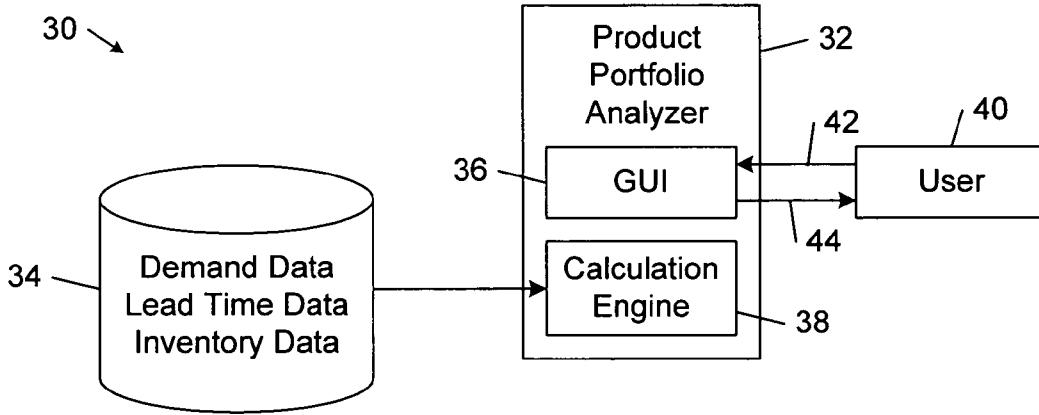 30
Product
Portfolio
Analyzer
32
36
GUI
42
40
User
44
34
Demand Data
Lead Time Data
Inventory Data
Calculation
Engine
38